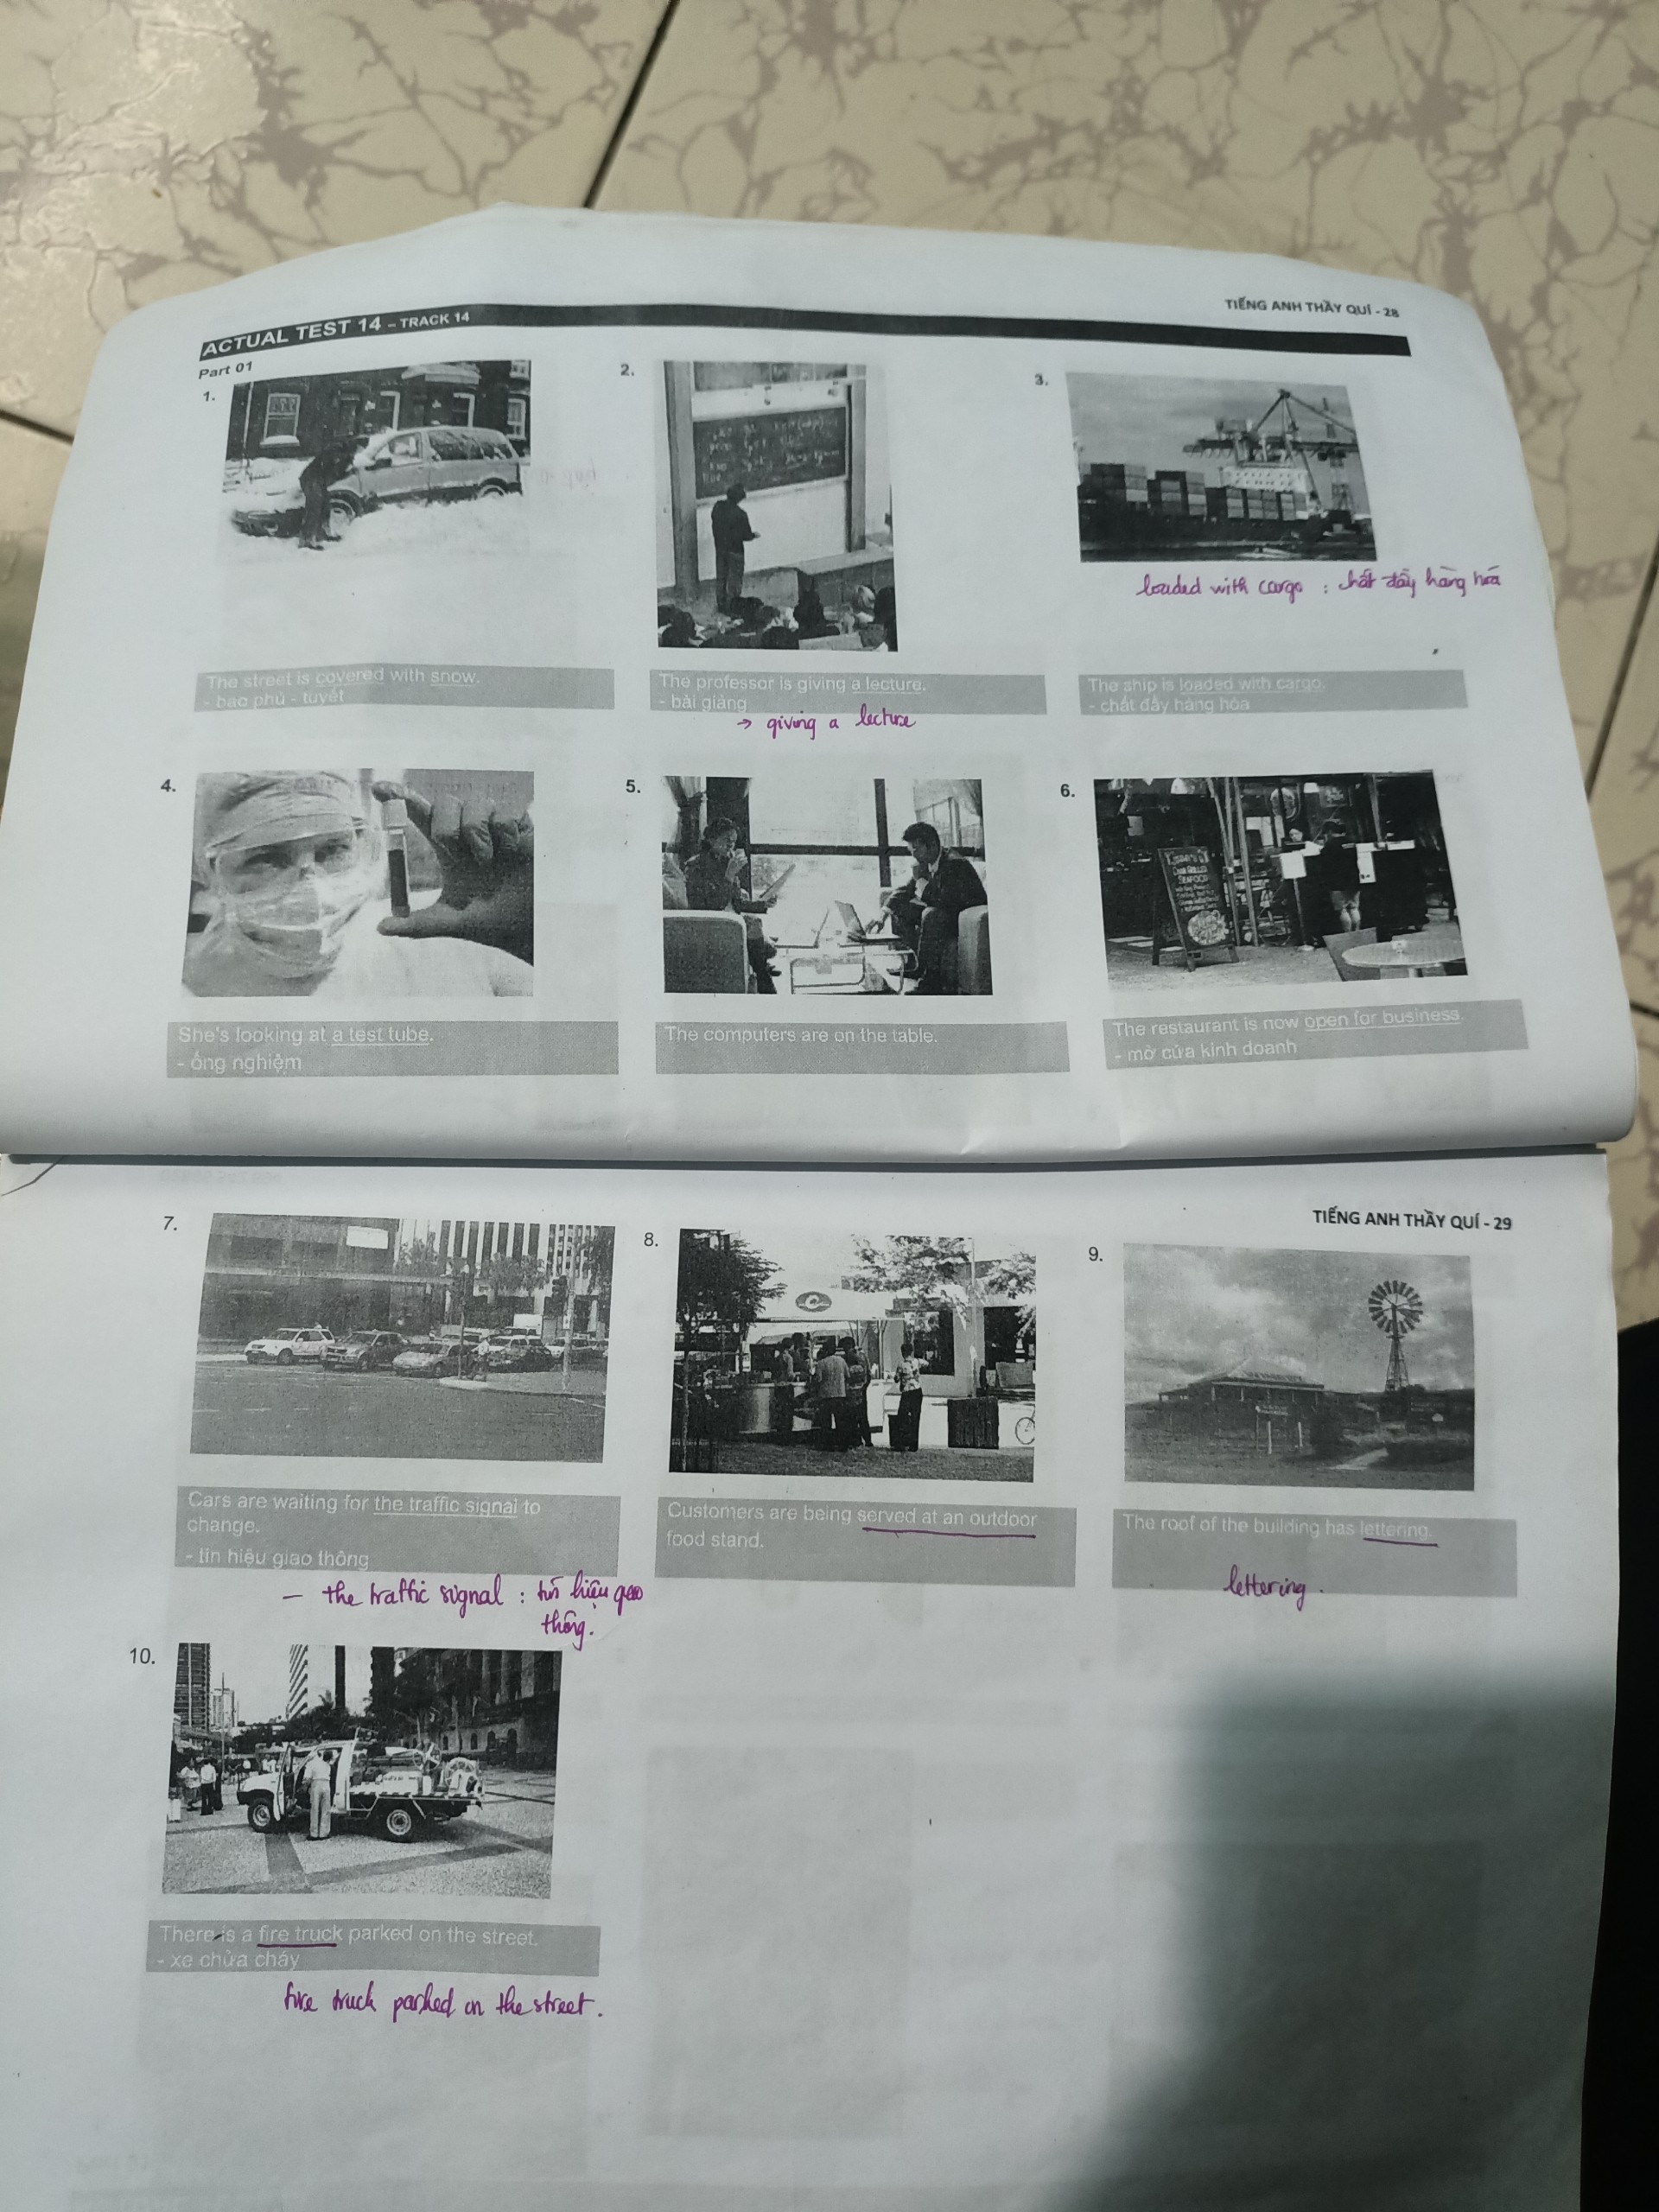 TIẾNG ANH THẦY QUÍ - 28
ACTUAL TEST 14 – TRACK 14
Part 01
1.
2.
3.
loaded with cargo : chất đầy hàng hóa
The street is covered with snow.
- bao phủ - tuyết
The professor is giving a lecture.
- bài giảng
→ giving a lecture
The ship is loaded with cargo.
- chất đầy hàng hóa
4.
5.
6.
She's looking at a test tube.
- ống nghiệm
The computers are on the table.
The restaurant is now open for business.
- mở cửa kinh doanh
TIẾNG ANH THẦY QUÍ - 29
7.
8.
9.
Cars are waiting for the traffic signal to
change.
- tín hiệu giao thông
– the traffic signal : tín hiệu giao
thông.
Customers are being served at an outdoor
food stand.
The roof of the building has lettering.
lettering.
10.
There is a fire truck parked on the street.
- xe chữa cháy
fire truck parked on the street.